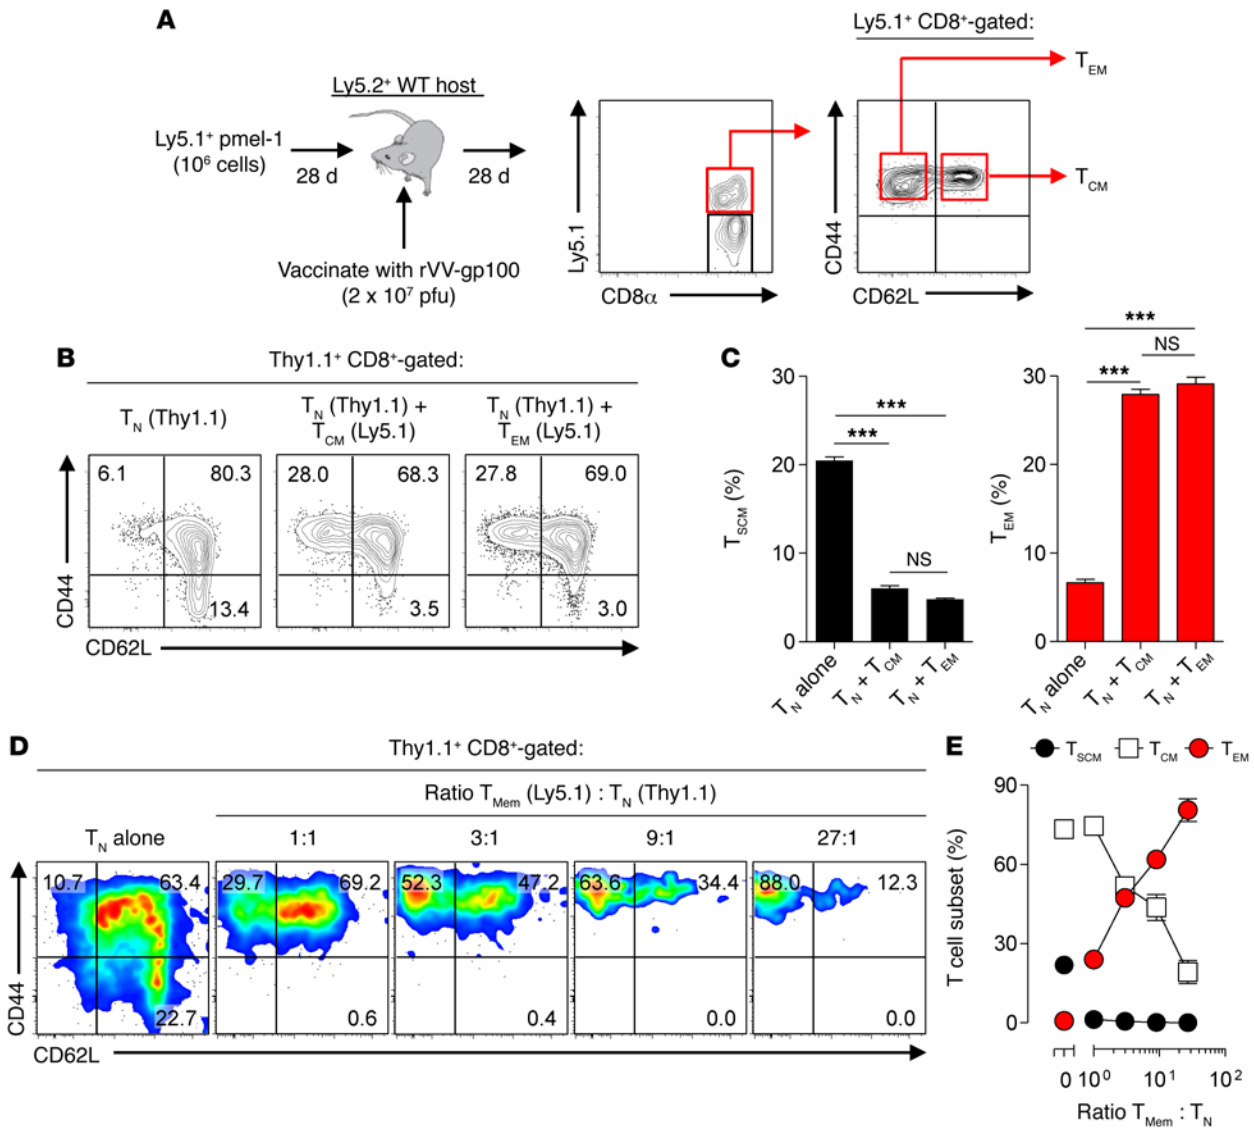 A
Ly5.2⁺ WT host
Ly5.1⁺ pmel-1
(10⁶ cells)
28 d
28 d
Vaccinate with rVV-gp100
(2 x 10⁷ pfu)
Ly5.1
CD8α
Ly5.1⁺ CD8⁺-gated:
T_EM
T_CM
CD44
CD62L
B
Thy1.1⁺ CD8⁺-gated:
T_N (Thy1.1)
T_N (Thy1.1) +
T_CM (Ly5.1)
T_N (Thy1.1) +
T_EM (Ly5.1)
6.1
80.3
13.4
28.0
68.3
3.5
27.8
69.0
3.0
CD44
CD62L
C
T_SCM (%)
30
20
10
0
***
***
NS
T_N alone
T_N + T_CM
T_N + T_EM
T_EM (%)
30
20
10
0
***
NS
***
T_N alone
T_N + T_CM
T_N + T_EM
D
Thy1.1⁺ CD8⁺-gated:
Ratio T_Mem (Ly5.1) : T_N (Thy1.1)
T_N alone
1:1
3:1
9:1
27:1
10.7
63.4
22.7
29.7
69.2
0.6
52.3
47.2
0.4
63.6
34.4
0.0
88.0
12.3
0.0
CD44
CD62L
E
T_SCM
T_CM
T_EM
T cell subset (%)
90
60
30
0
0
10⁰
10¹
10²
Ratio T_Mem : T_N